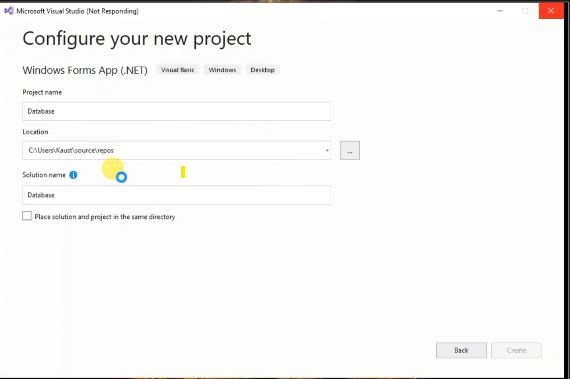 Microsoft Visual Studio (Not Responding)
Configure your new project
Windows Forms App (.NET) Visual Basic Windows Desktop
Project name
Database
Location
C:\Users\Kaust\source\repos
...
Solution name
Database
Place solution and project in the same directory
Back Create